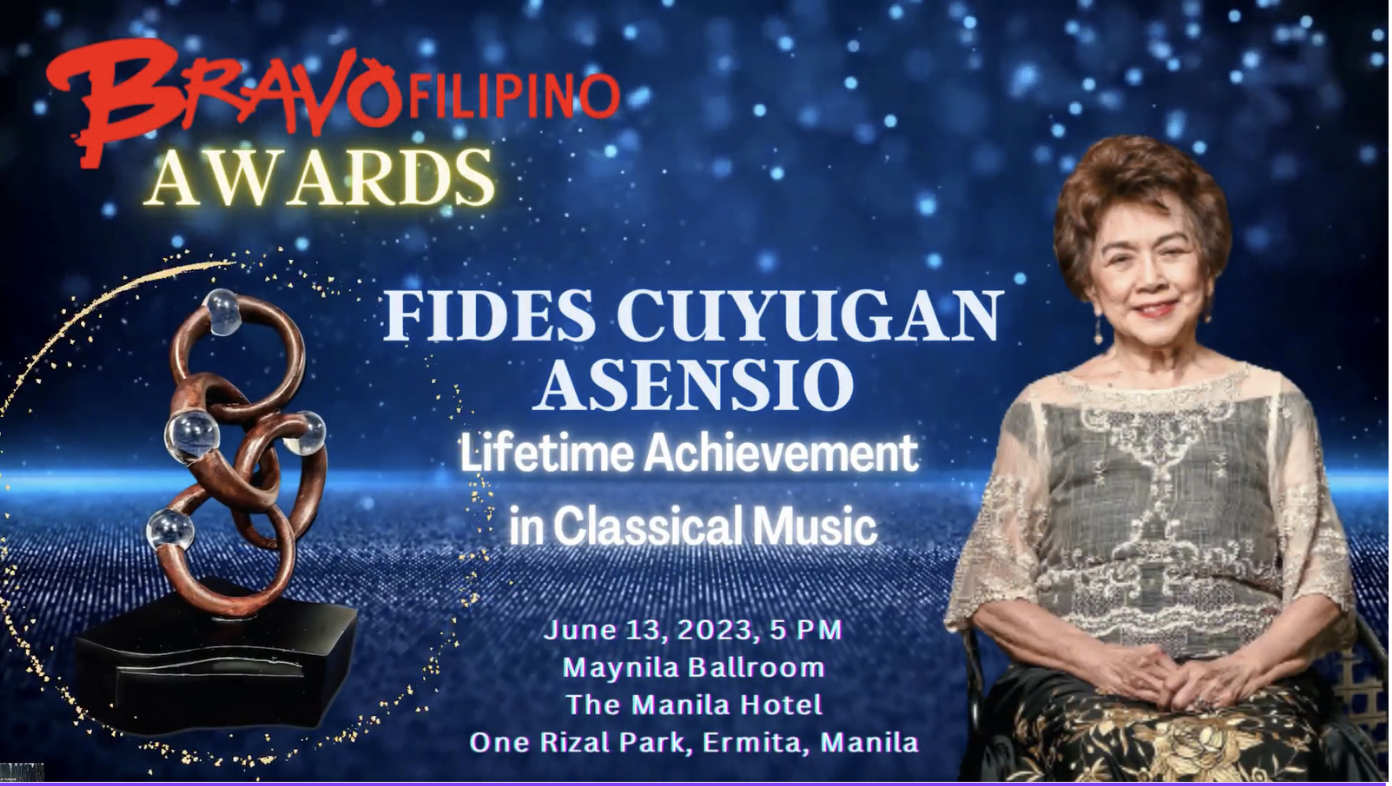 BRAVO FILIPINO
AWARDS
FIDES CUYUGAN
ASENSIO
Lifetime Achievement
in Classical Music
June 13, 2023, 5 PM
Maynila Ballroom
The Manila Hotel
One Rizal Park, Ermita, Manila